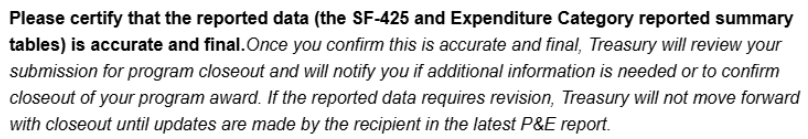 Please certify that the reported data (the SF-425 and Expenditure Category reported summary
tables) is accurate and final.Once you confirm this is accurate and final, Treasury will review your
submission for program closeout and will notify you if additional information is needed or to confirm
closeout of your program award. If the reported data requires revision, Treasury will not move forward
with closeout until updates are made by the recipient in the latest P&E report.